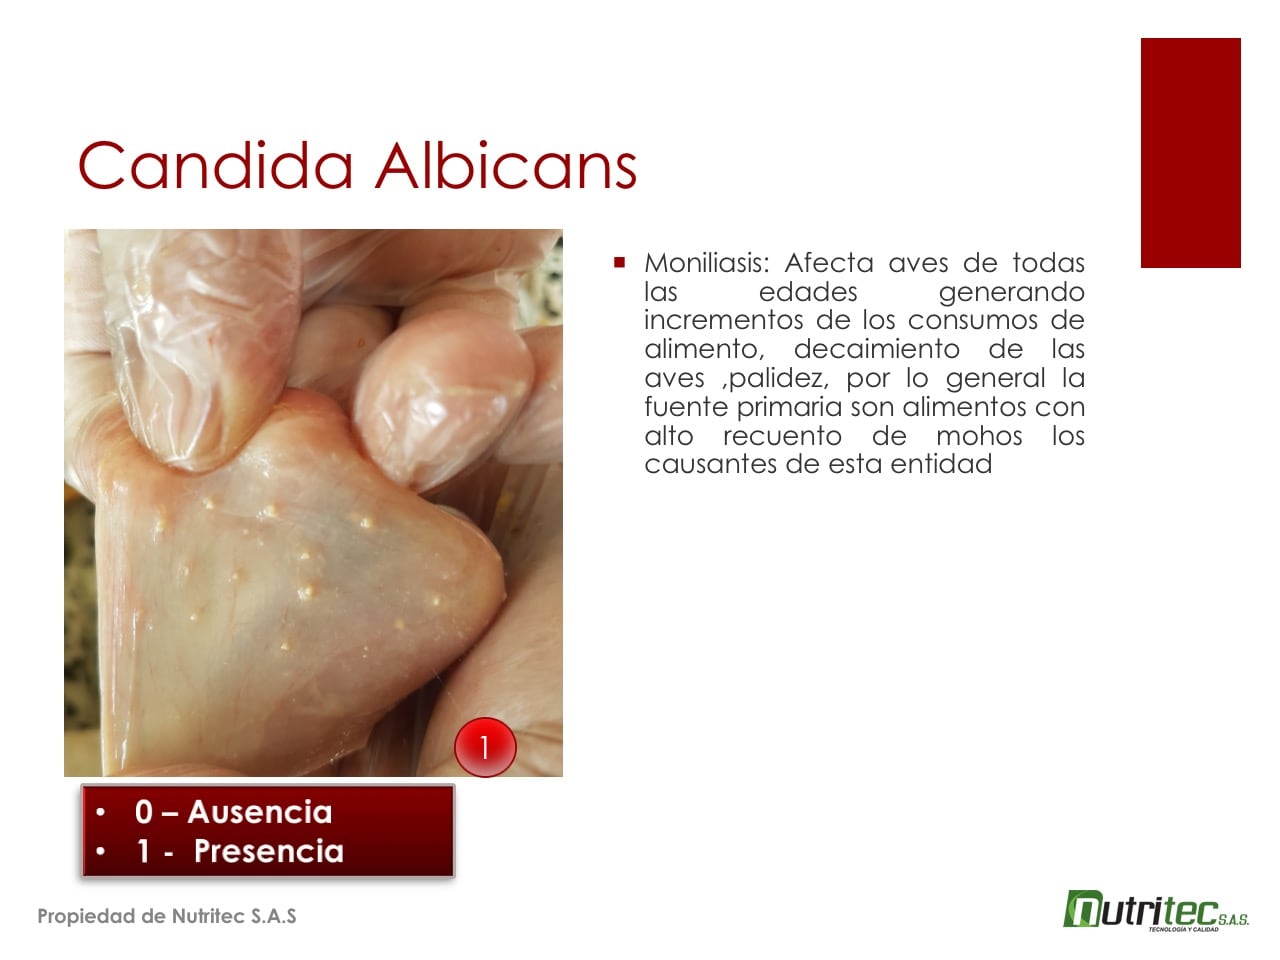 Candida Albicans
Moniliasis: Afecta aves de todas
las edades generando
incrementos de los consumos de
alimento, decaimiento de las
aves ,palidez, por lo general la
fuente primaria son alimentos con
alto recuento de mohos los
causantes de esta entidad
1
• 0 – Ausencia
• 1 - Presencia
Propiedad de Nutritec S.A.S
nutritec S.A.S.
TECNOLOGÍA Y CALIDAD